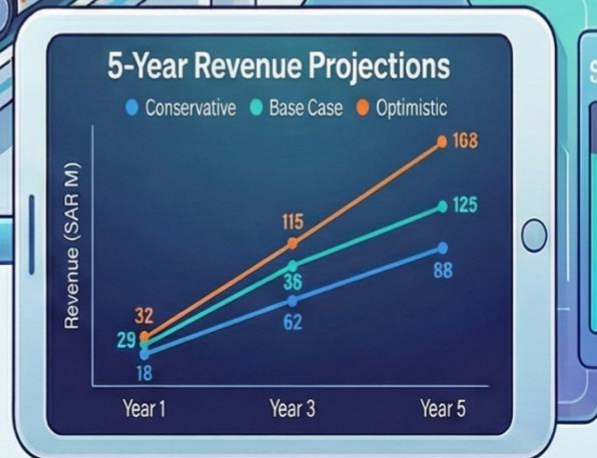 5-Year Revenue Projections
Conservative Base Case Optimistic
Revenue (SAR M)
168
125
115
36
88
62
32
29
18
Year 1 Year 3 Year 5
S